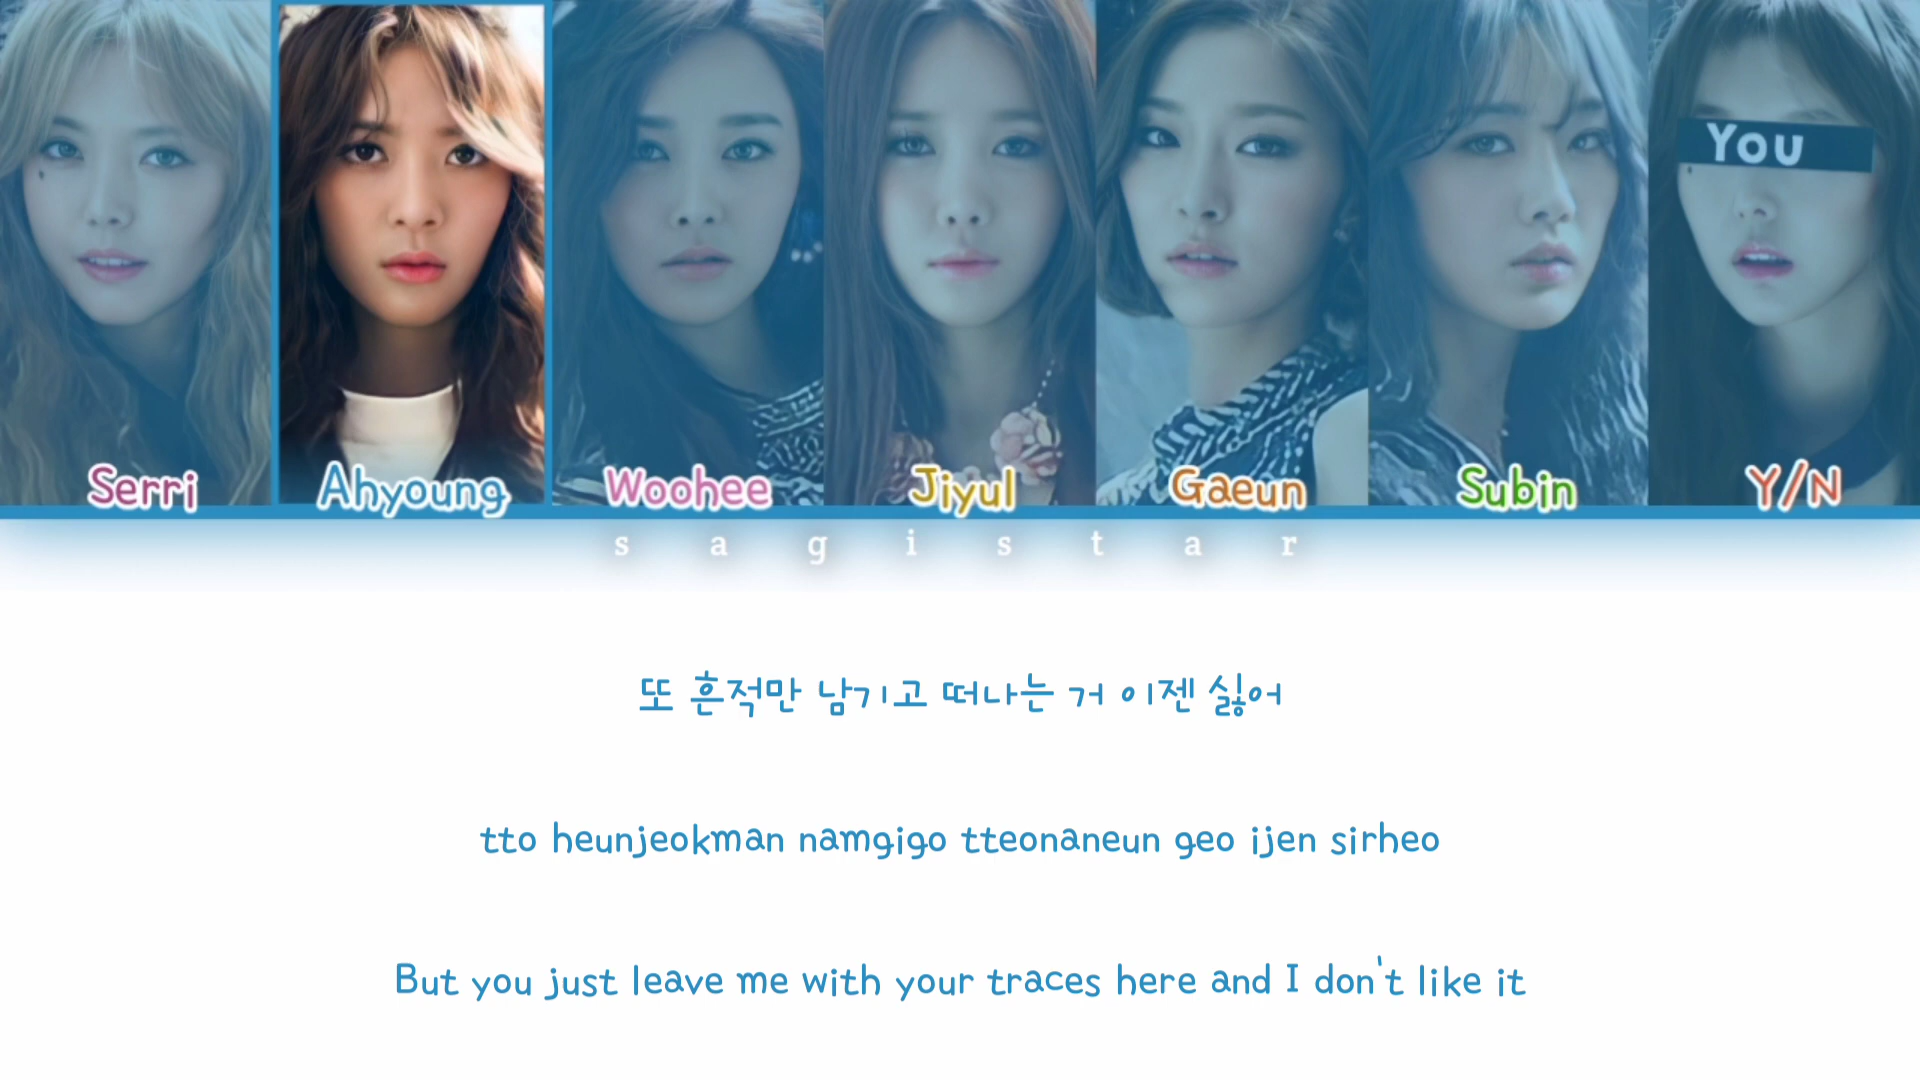 You
Serri Ahyoung Woohee Jiyul Gaeun Subin Y/N
s a g i s t a r
또 흔적만 남기고 떠나는 거 이젠 싫어
tto heunjeokman namgigo tteonaneun geo ijen sirheo
But you just leave me with your traces here and I don't like it